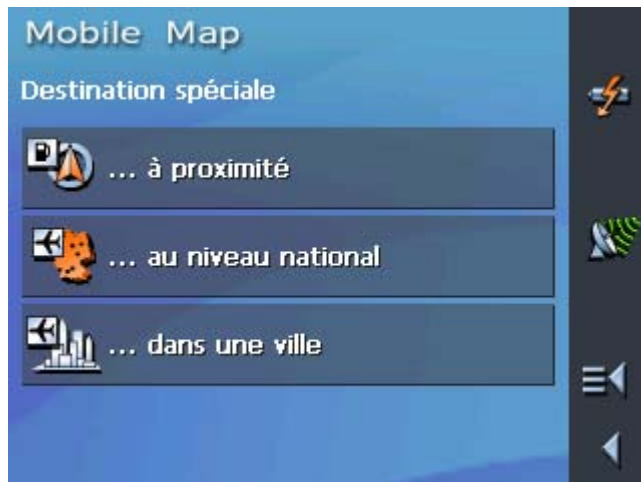 Mobile Map
Destination spéciale
... à proximité
... au niveau national
... dans une ville